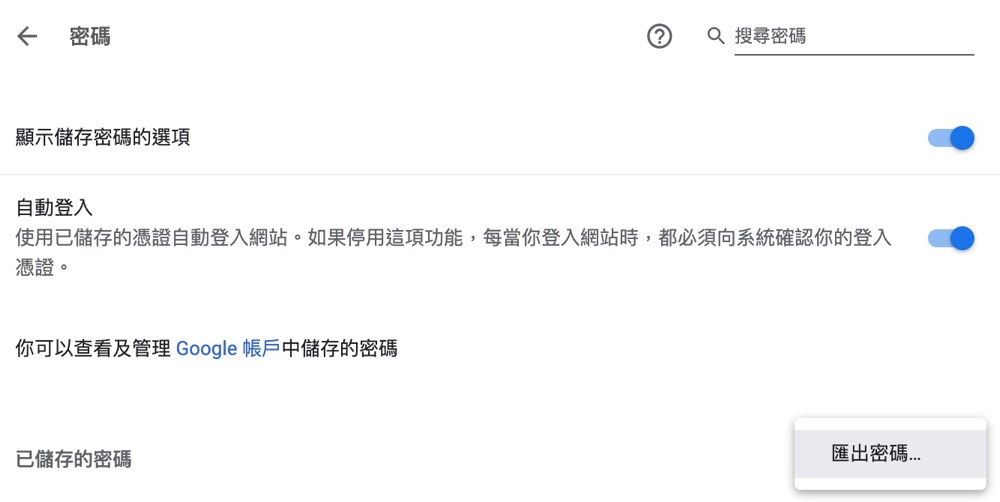 密碼
搜尋密碼
顯示儲存密碼的選項
自動登入
使用已儲存的憑證自動登入網站。如果停用這項功能，每當你登入網站時，都必須向系統確認你的登入
憑證。
你可以查看及管理 Google 帳戶中儲存的密碼
已儲存的密碼
匯出密碼...